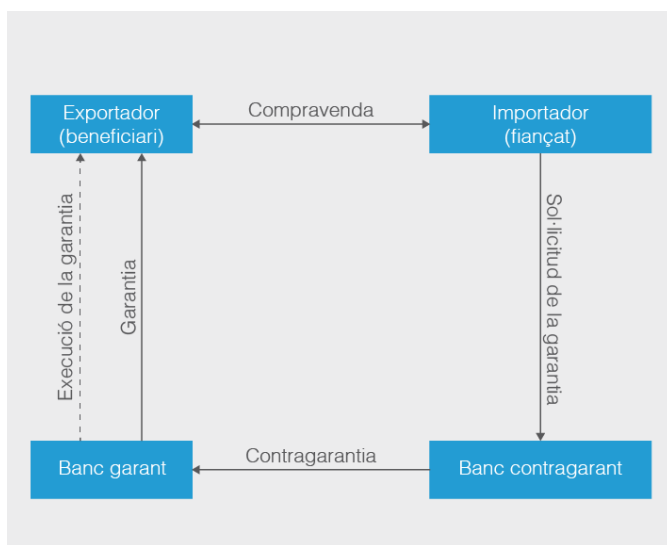 Exportador
(beneficiari)
Compravenda
Importador
(fiançat)
Execució de la garantia
Garantia
Sol·licitud de la garantia
Banc garant
Contragarantia
Banc contragarant